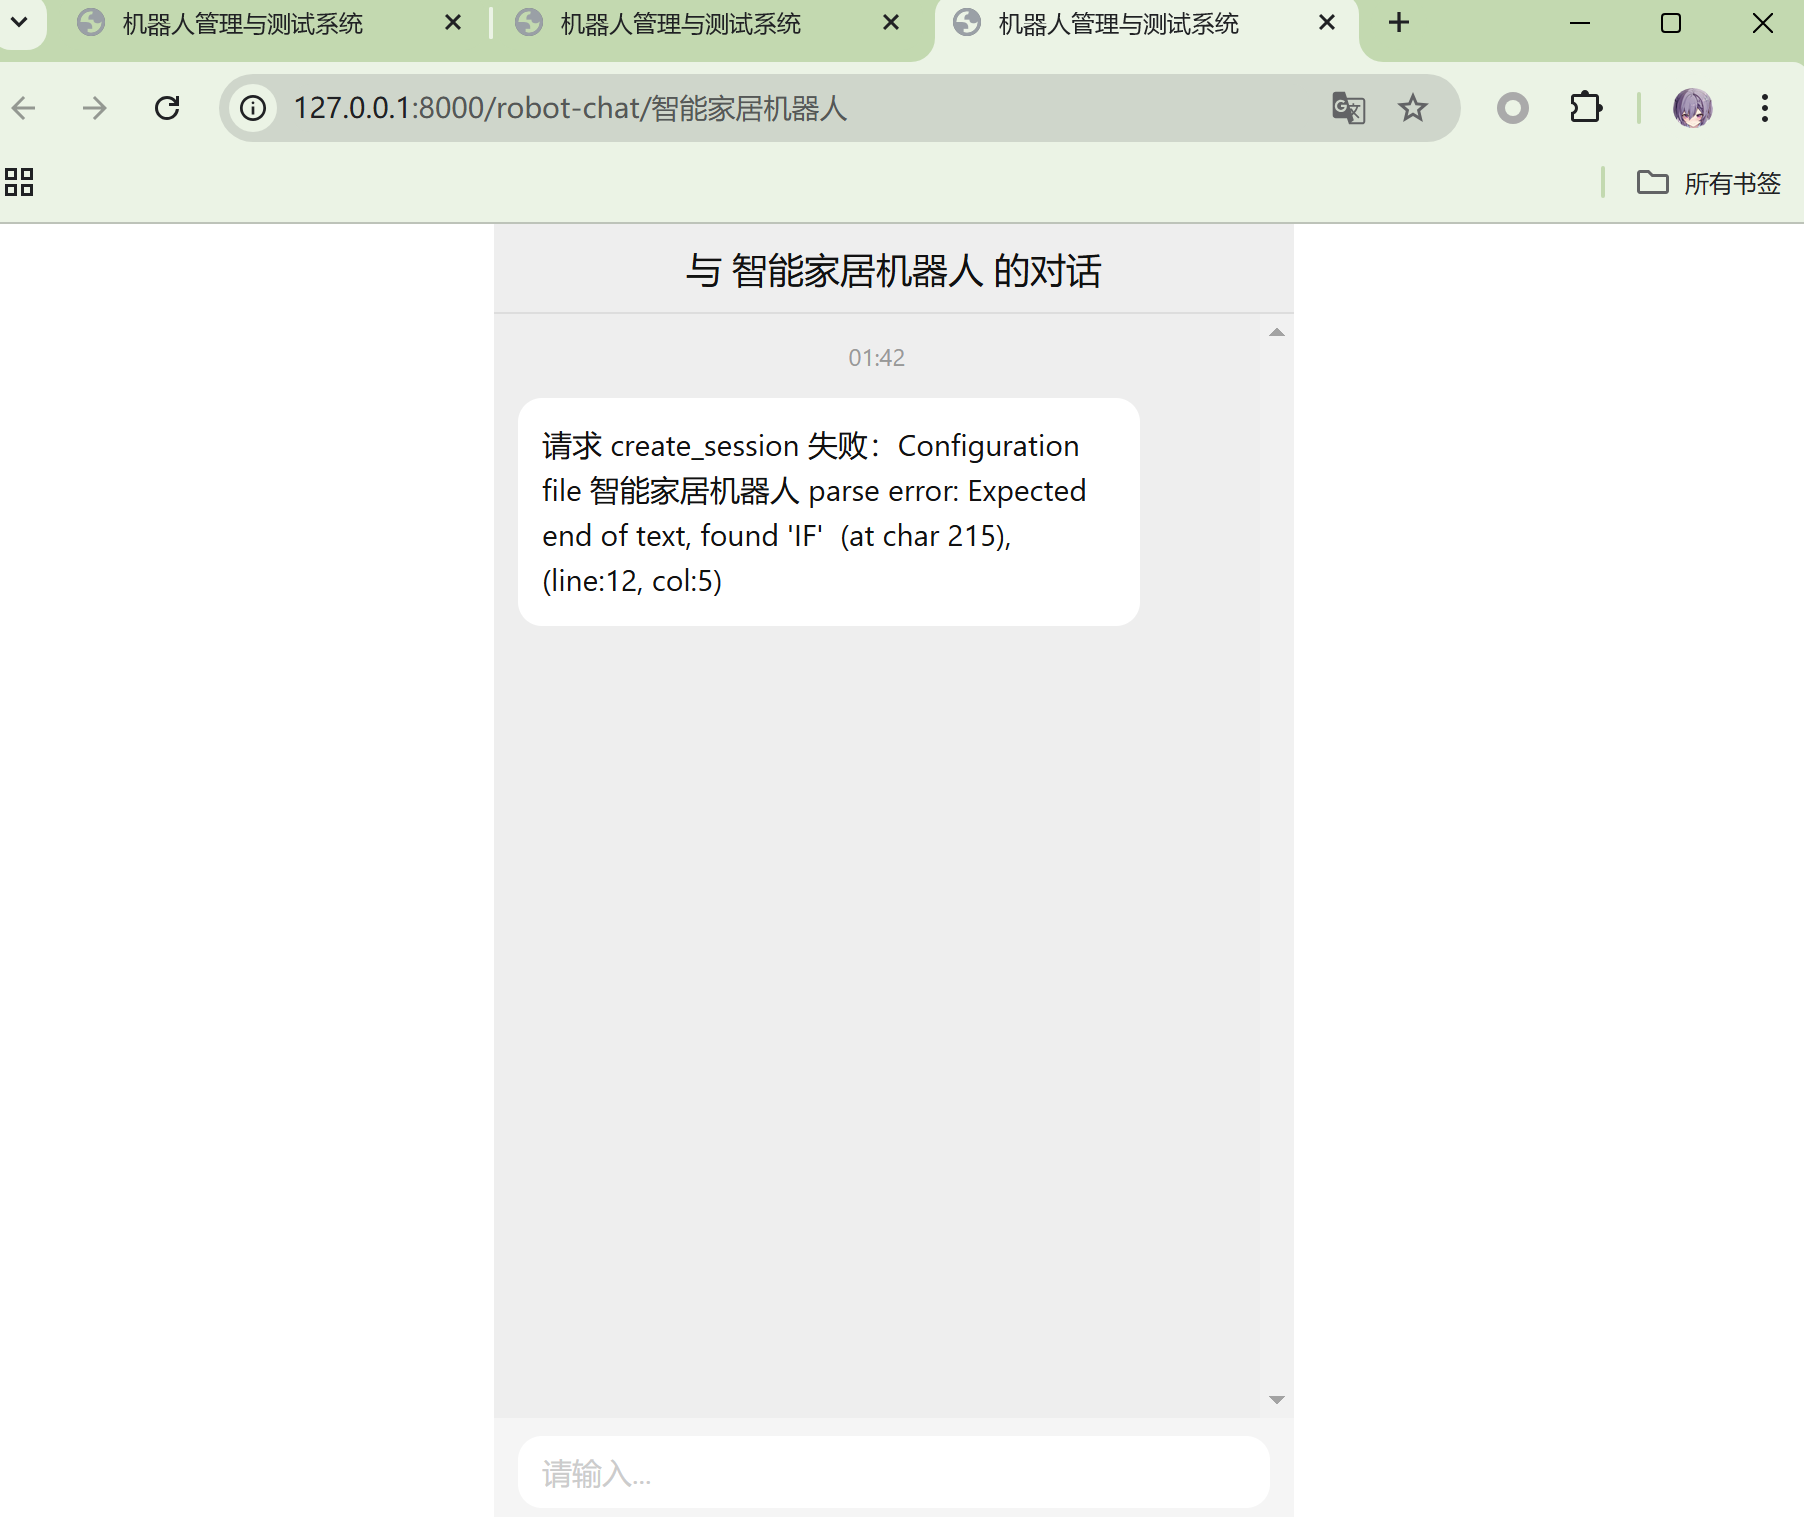 机器人管理与测试系统
机器人管理与测试系统
机器人管理与测试系统
127.0.0.1:8000/robot-chat/智能家居机器人
所有书签
与 智能家居机器人 的对话
01:42
请求 create_session 失败：Configuration
file 智能家居机器人 parse error: Expected
end of text, found 'IF'  (at char 215),
(line:12, col:5)
请输入...